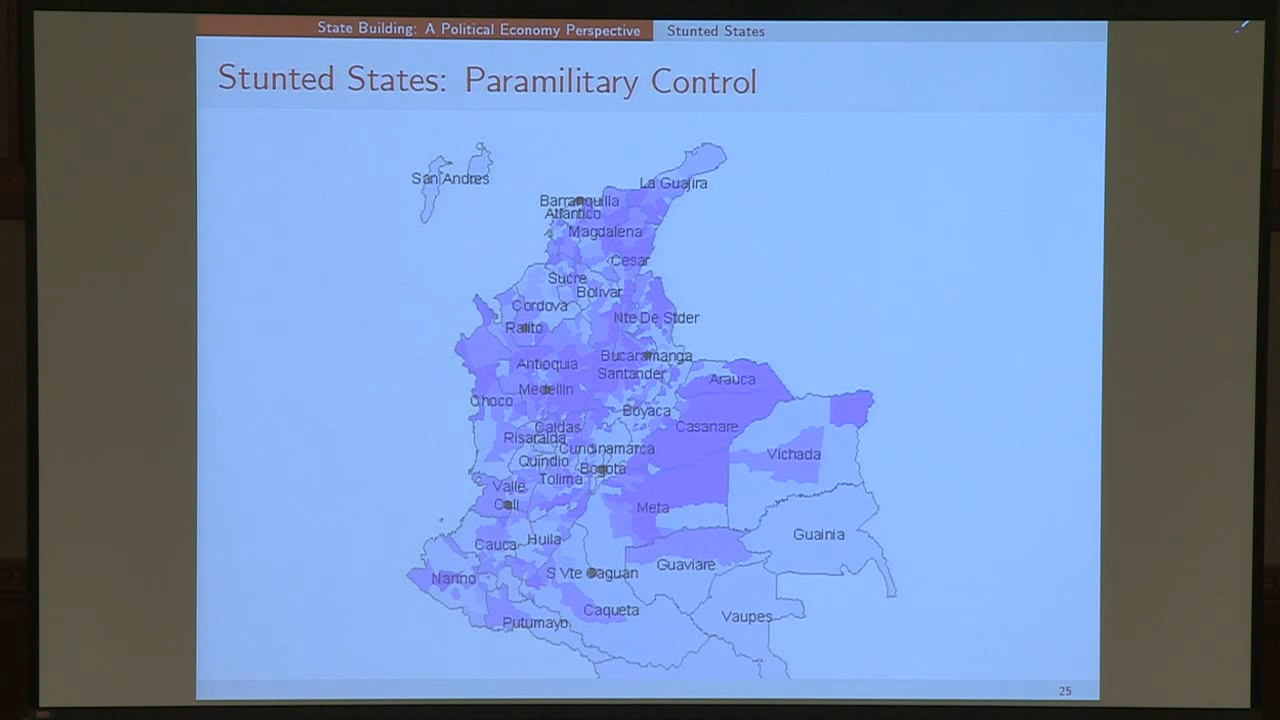 State Building: A Political Economy Perspective
Stunted States
Stunted States: Paramilitary Control
San Andres
La Guajira
Barranquilla
Atlantico
Magdalena
Cesar
Sucre
Bolivar
Cordova
Nte De Stder
Ralito
Bucaramanga
Antioquia
Santander
Arauca
Medellin
Choco
Boyaca
Caldas
Casanare
Risaralda
Cundinamarca
Vichada
Quindio
Bogota
Tolima
Valle
Cali
Meta
Guainia
Huila
Cauca
Guaviare
S Vte Caguan
Narino
Caqueta
Vaupes
Putumayo
25